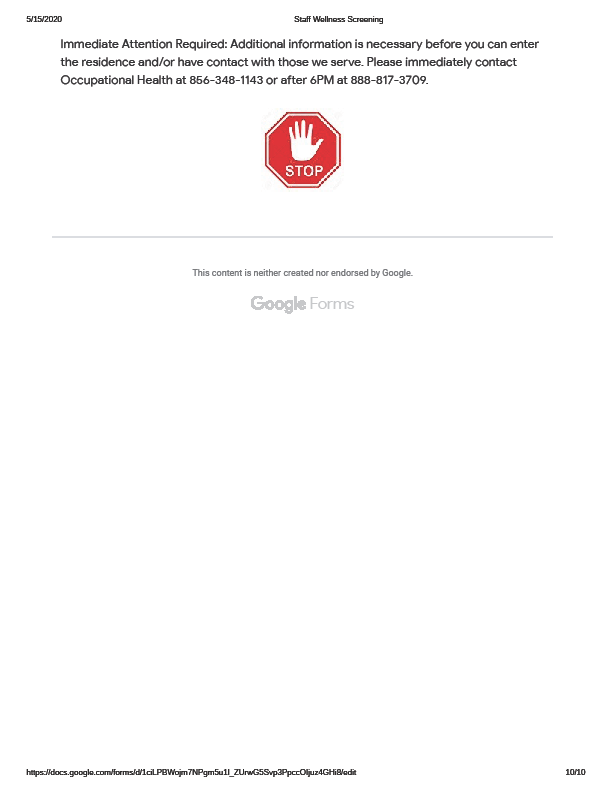 5/15/2020 Staff Wellness Screening
Immediate Attention Required: Additional information is necessary before you can enter
the residence and/or have contact with those we serve. Please immediately contact
Occupational Health at 856-348-1143 or after 6PM at 888-817-3709.
STOP
This content is neither created nor endorsed by Google.
Google Forms
https://docs.google.com/forms/d/1ciLPBWojm7NPgm5u1I_ZUrwG5Svp3PpccOIjuz4GHi8/edit 10/10